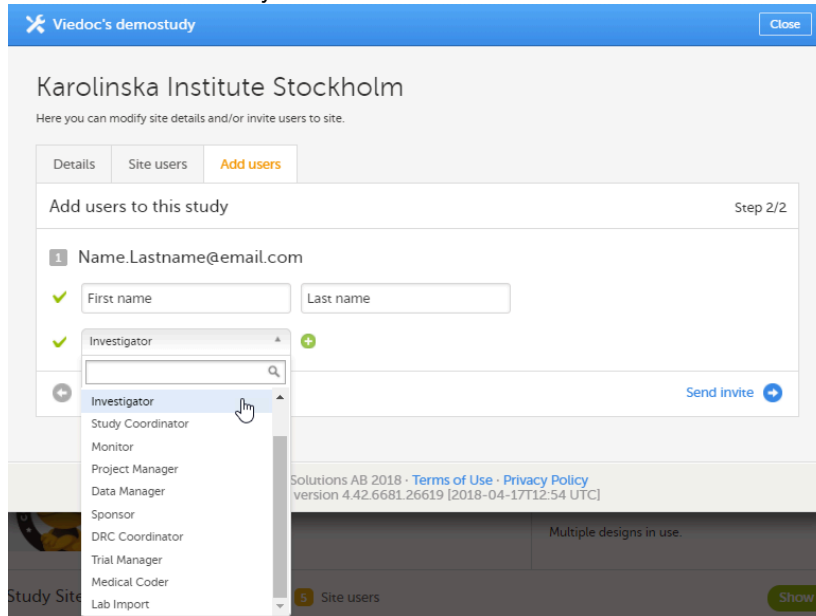 Viedoc's demostudy
Close
Karolinska Institute Stockholm
Here you can modify site details and/or invite users to site.
Details Site users Add users
Add users to this study Step 2/2
1 Name.Lastname@email.com
First name Last name
Investigator
Send invite
Investigator
Study Coordinator
Monitor
Project Manager
Data Manager
Sponsor
DRC Coordinator
Trial Manager
Medical Coder
Lab Import
Solutions AB 2018 · Terms of Use · Privacy Policy
version 4.42.6681.26619 [2018-04-17T12:54 UTC]
Multiple designs in use.
Study Site
5 Site users
Show